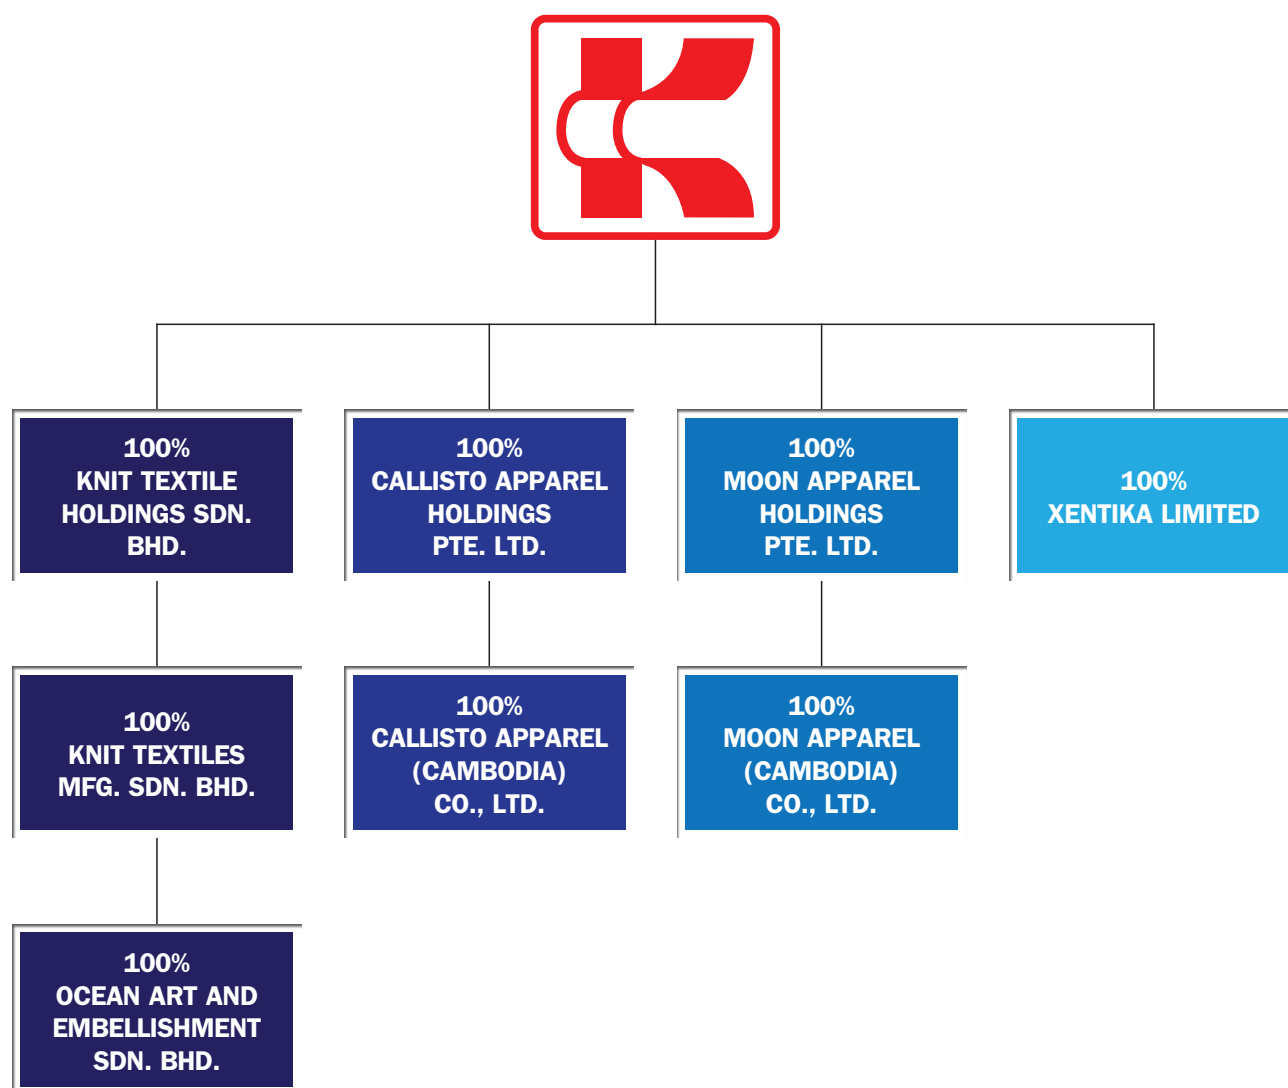 100%
KNIT TEXTILE
HOLDINGS SDN.
BHD.
100%
CALLISTO APPAREL
HOLDINGS
PTE. LTD.
100%
MOON APPAREL
HOLDINGS
PTE. LTD.
100%
XENTIKA LIMITED
100%
KNIT TEXTILES
MFG. SDN. BHD.
100%
CALLISTO APPAREL
(CAMBODIA)
CO., LTD.
100%
MOON APPAREL
(CAMBODIA)
CO., LTD.
100%
OCEAN ART AND
EMBELLISHMENT
SDN. BHD.